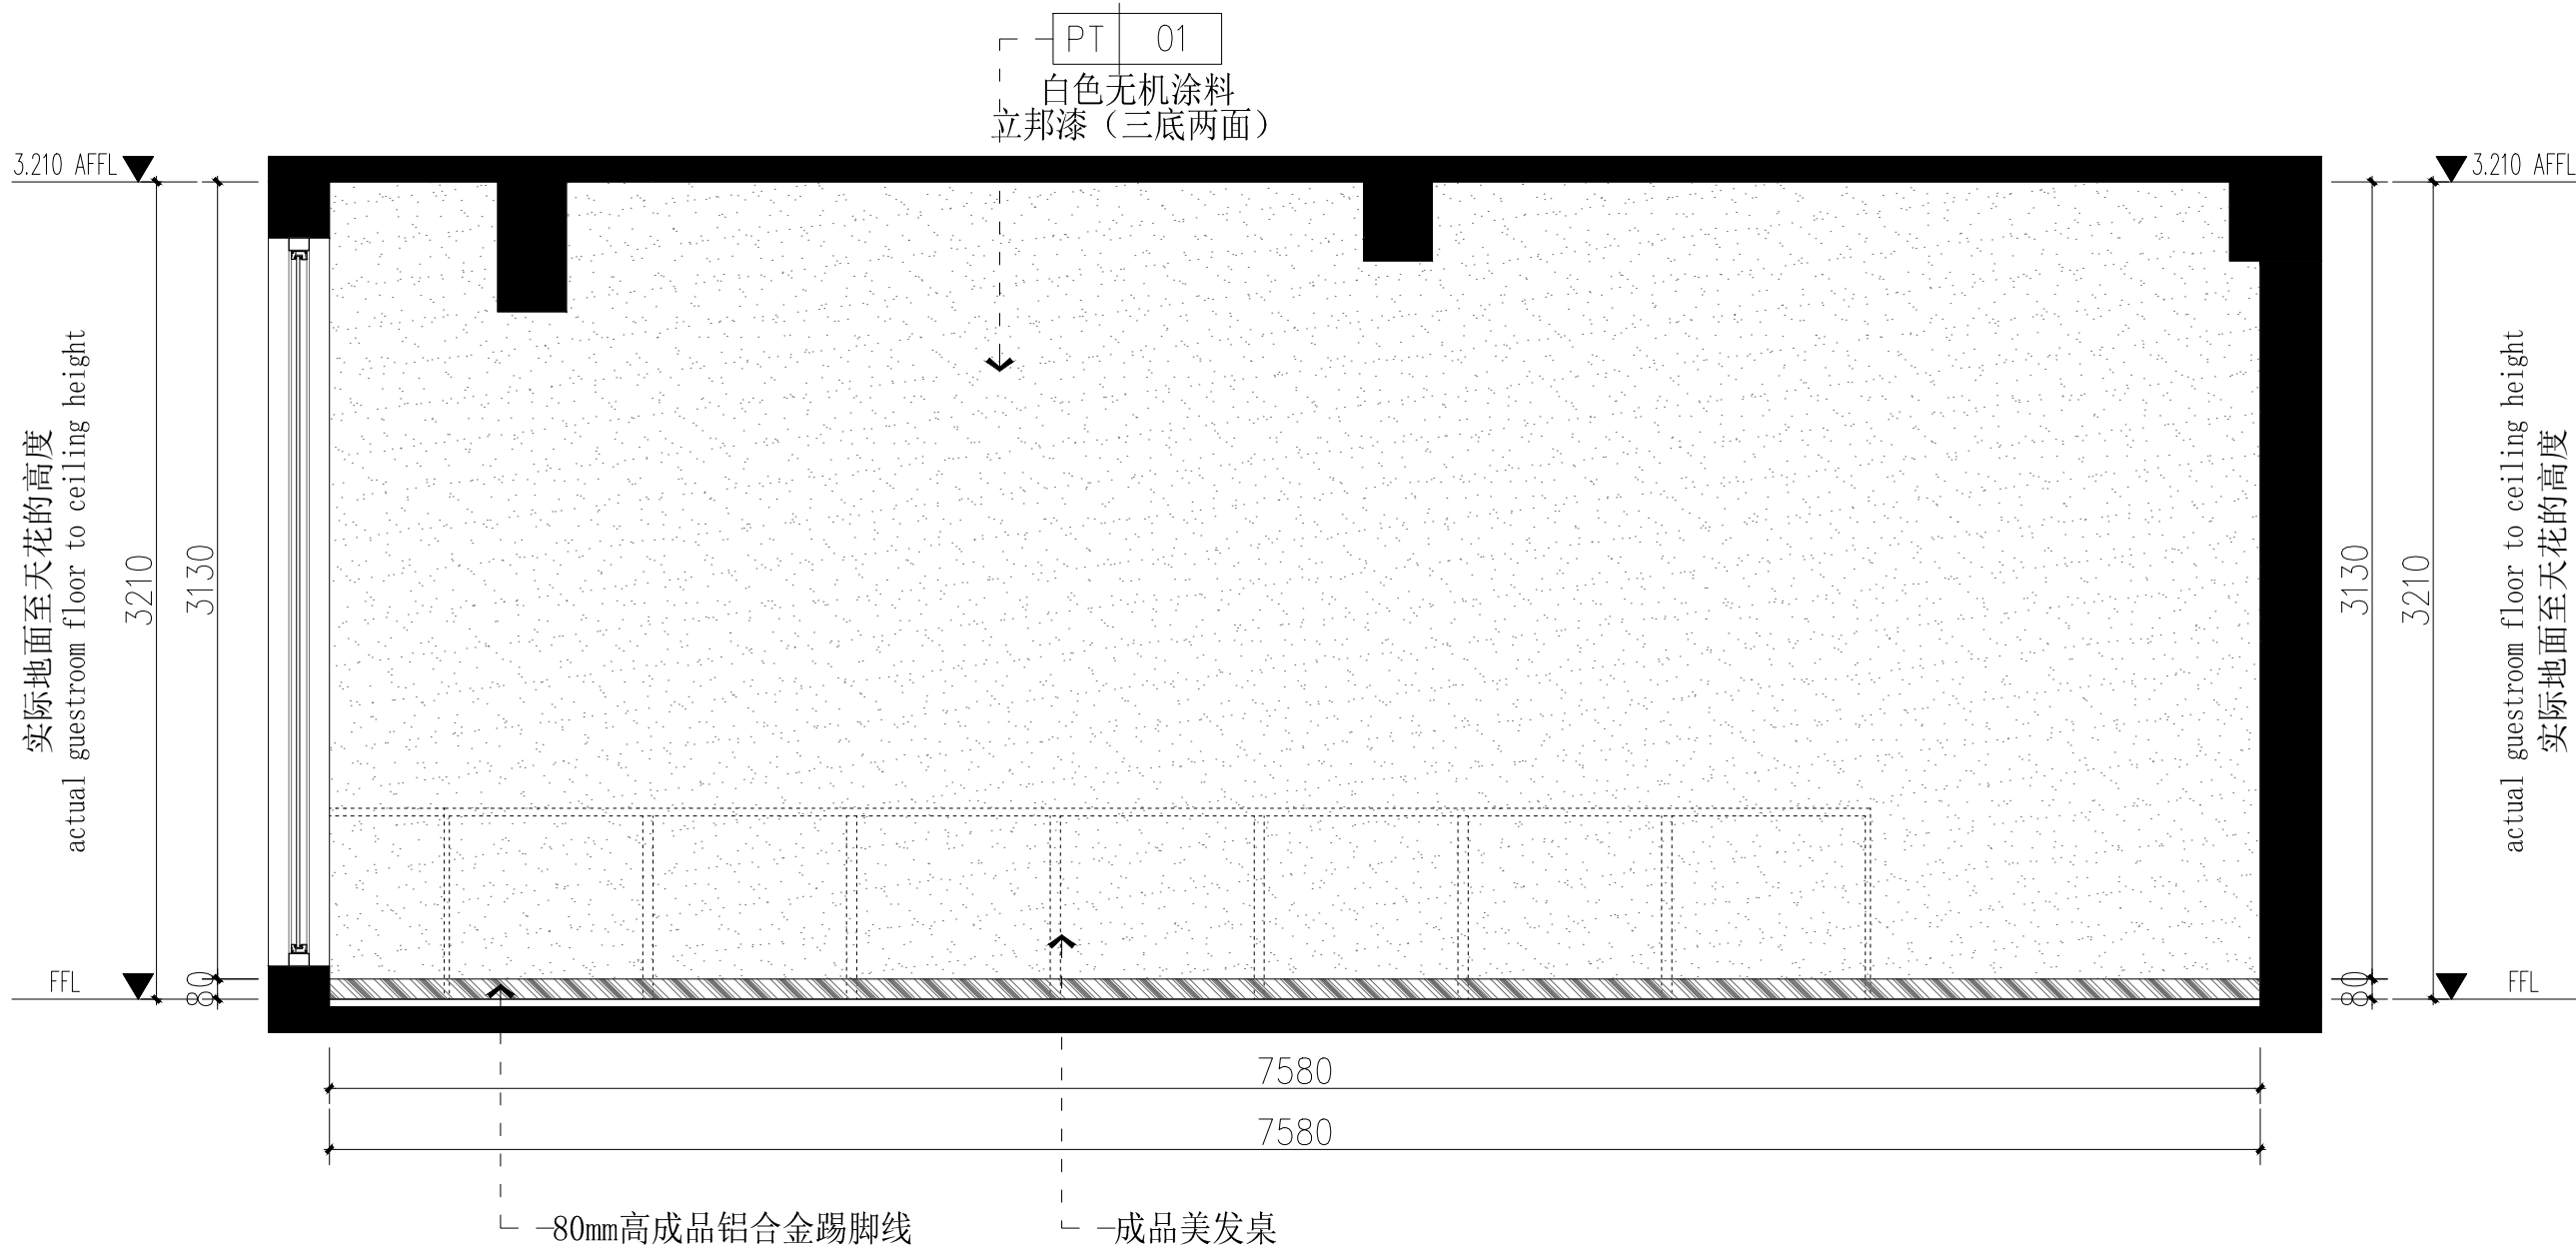 PT 01
白色无机涂料
立邦漆（三底两面）
3.210 AFFL
3.210 AFFL
实际地面至天花的高度
actual guestroom floor to ceiling height
3210
3130
3130
3210
actual guestroom floor to ceiling height
实际地面至天花的高度
FFL
80
80
FFL
7580
7580
80mm高成品铝合金踢脚线
成品美发桌